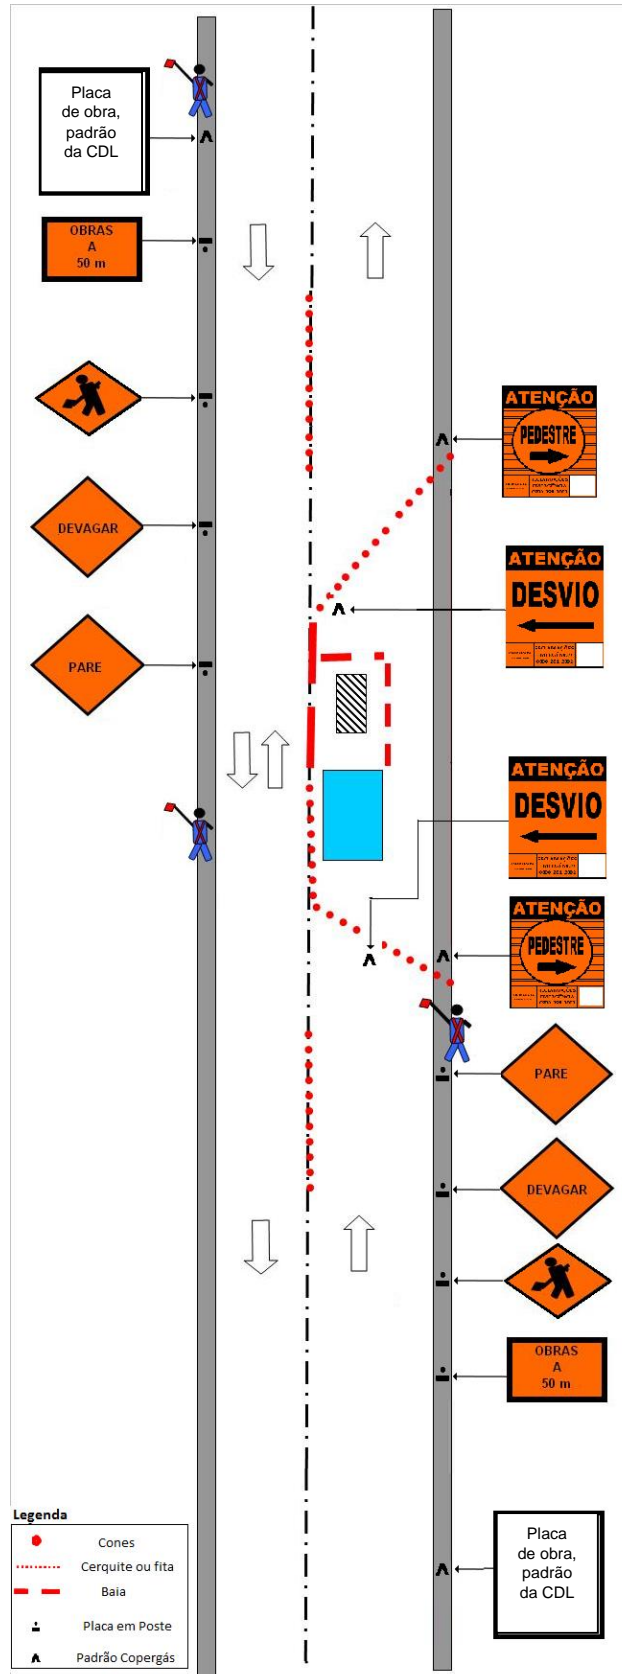 Placa
de obra,
padrão
da CDL
OBRAS
A
50 m
DEVAGAR
PARE
ATENÇÃO
PEDESTRE
ATENÇÃO
DESVIO
ATENÇÃO
DESVIO
ATENÇÃO
PEDESTRE
PARE
DEVAGAR
OBRAS
A
50 m
Placa
de obra,
padrão
da CDL
Legenda
Cones
Cerquite ou fita
Baia
Placa em Poste
Padrão Copergás